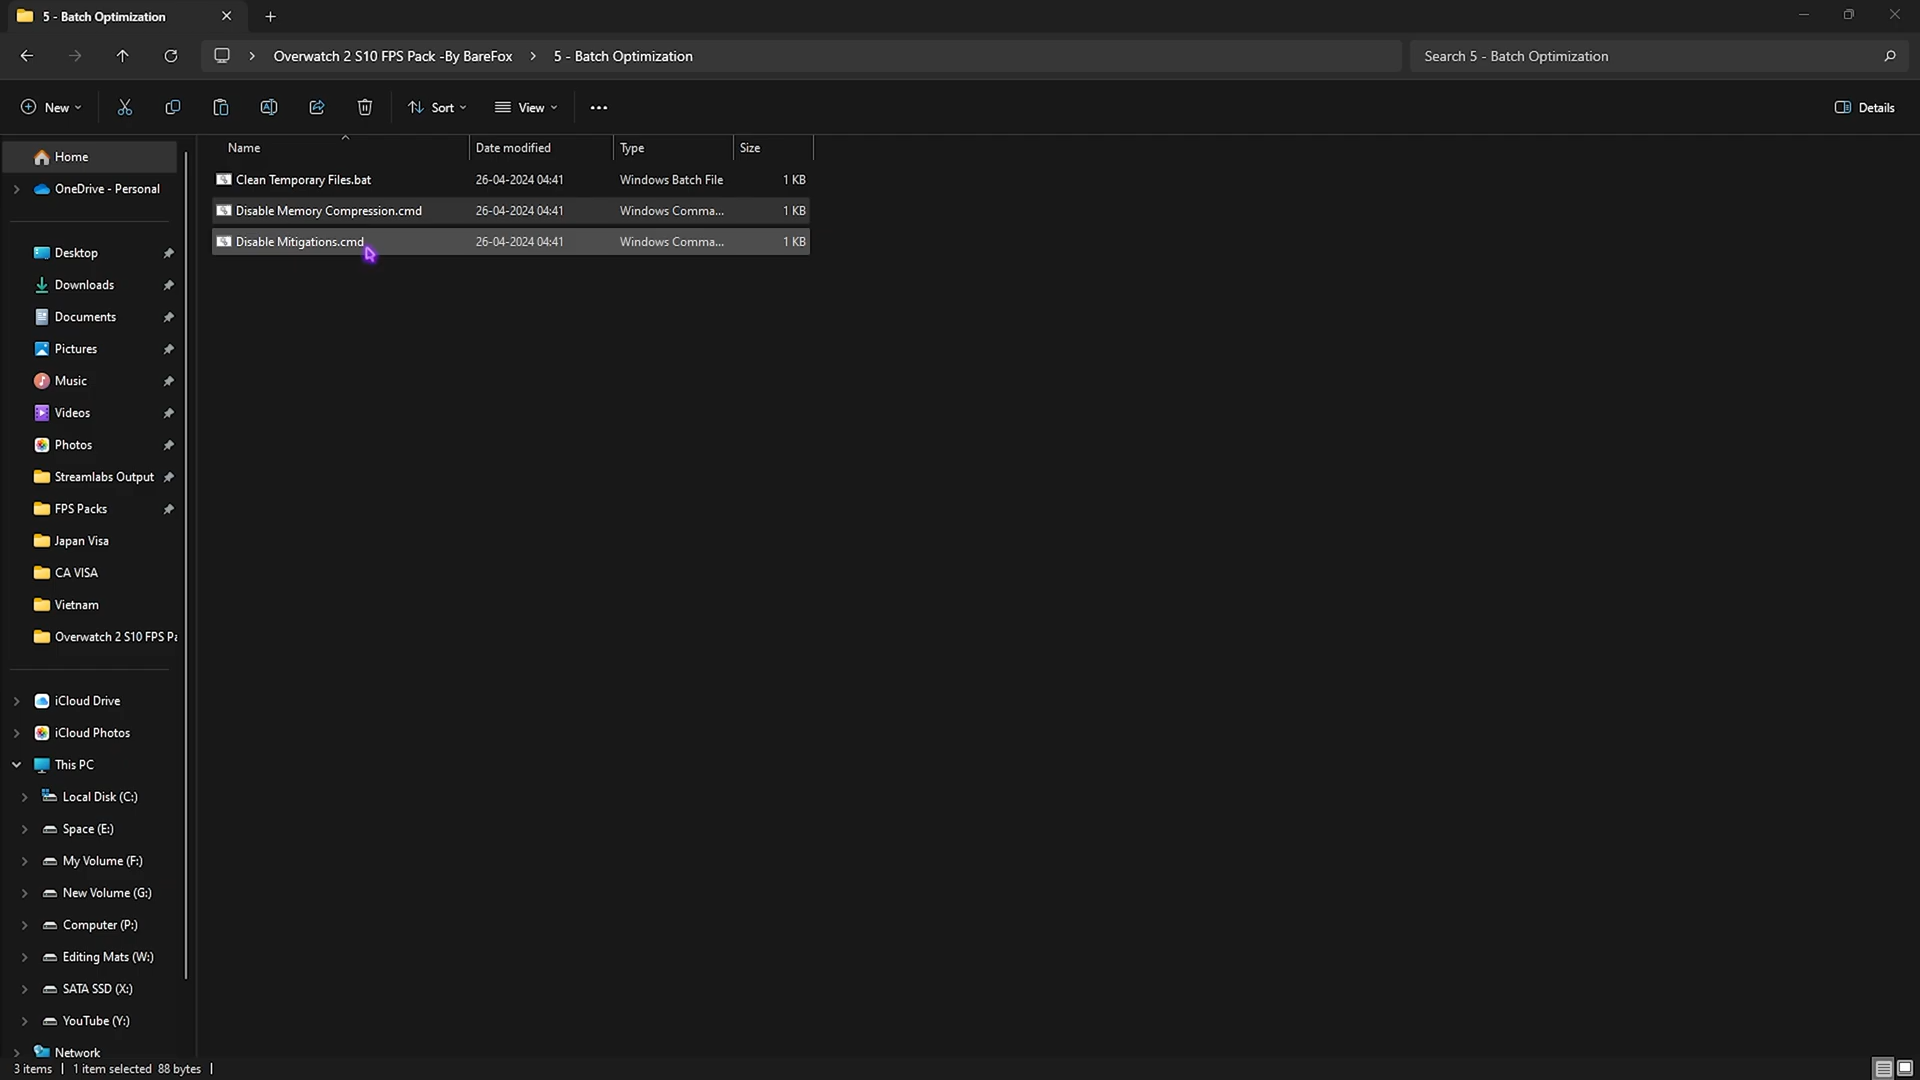 5 - Batch Optimization
Overwatch 2 S10 FPS Pack -By BareFox
5 - Batch Optimization
Search 5 - Batch Optimization
New
Sort
View
Details
Name
Date modified
Type
Size
Clean Temporary Files.bat 26-04-2024 04:41 Windows Batch File 1 KB
Disable Memory Compression.cmd 26-04-2024 04:41 Windows Comma... 1 KB
Disable Mitigations.cmd 26-04-2024 04:41 Windows Comma... 1 KB
Home
OneDrive - Personal
Desktop
Downloads
Documents
Pictures
Music
Videos
Photos
Streamlabs Output
FPS Packs
Japan Visa
CA VISA
Vietnam
Overwatch 2 S10 FPS Pa
iCloud Drive
iCloud Photos
This PC
Local Disk (C:)
Space (E:)
My Volume (F:)
New Volume (G:)
Computer (P:)
Editing Mats (W:)
SATA SSD (X:)
YouTube (Y:)
Network
3 items
1 item selected 88 bytes